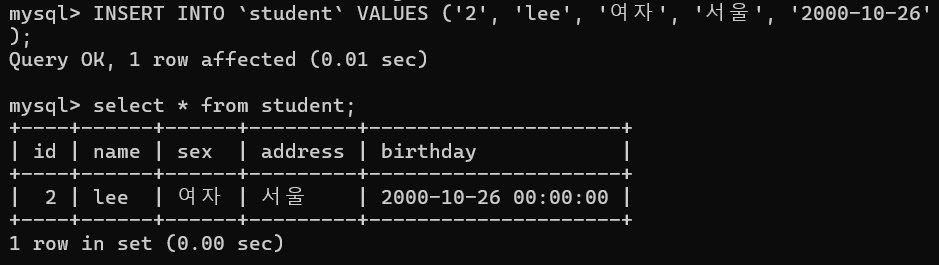 mysql> INSERT INTO `student` VALUES ('2', 'lee', '여자', '서울', '2000-10-26'
);
Query OK, 1 row affected (0.01 sec)
mysql> select * from student;
+----+------+------+---------+---------------------+
| id | name | sex  | address | birthday            |
+----+------+------+---------+---------------------+
|  2 | lee  | 여자 | 서울    | 2000-10-26 00:00:00 |
+----+------+------+---------+---------------------+
1 row in set (0.00 sec)